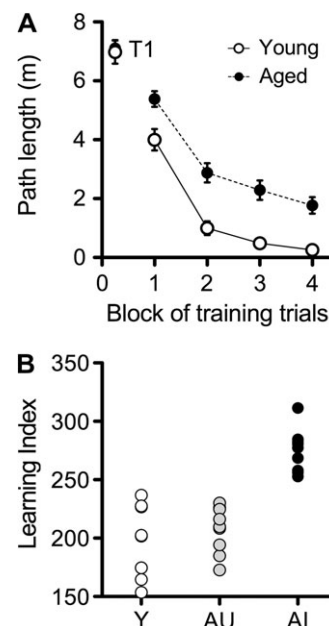 A
8
6
4
2
0
Path length (m)
T1
Young
Aged
0 1 2 3 4
Block of training trials
B
350
300
250
200
150
Learning Index
Y AU AI